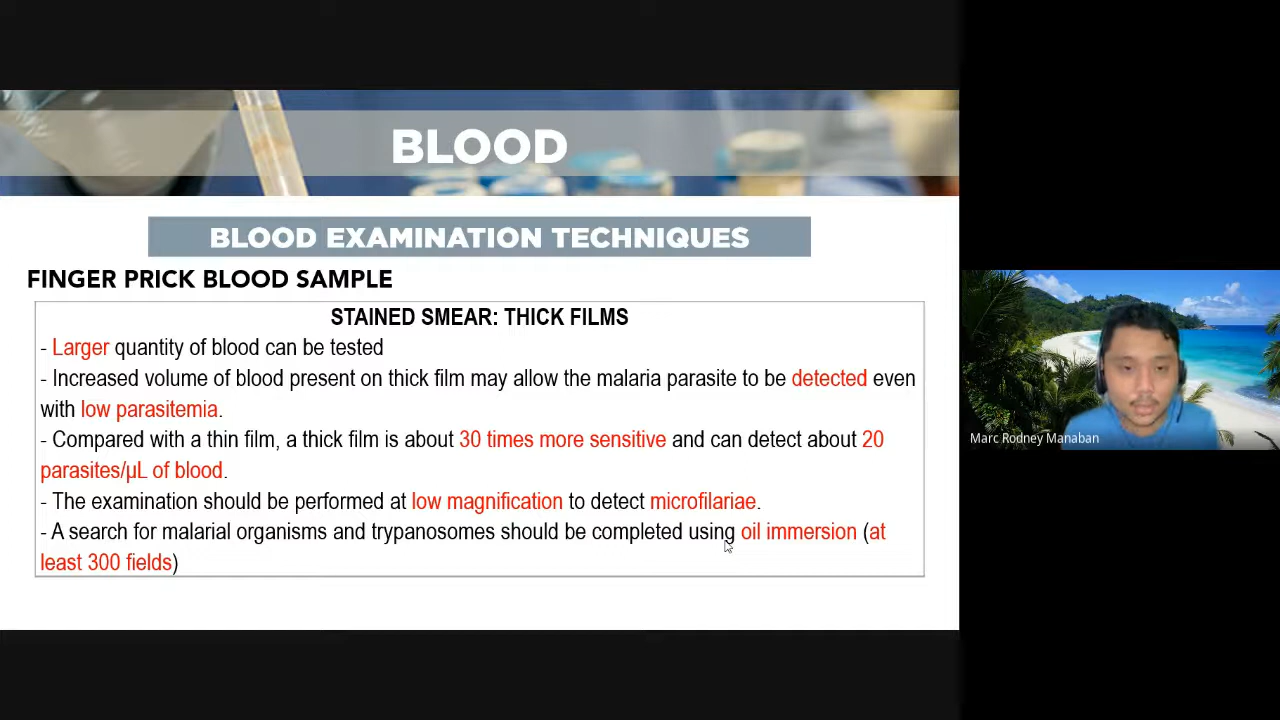 BLOOD
BLOOD EXAMINATION TECHNIQUES
FINGER PRICK BLOOD SAMPLE
STAINED SMEAR: THICK FILMS
- Larger quantity of blood can be tested
- Increased volume of blood present on thick film may allow the malaria parasite to be detected even
with low parasitemia.
- Compared with a thin film, a thick film is about 30 times more sensitive and can detect about 20
parasites/µL of blood.
- The examination should be performed at low magnification to detect microfilariae.
- A search for malarial organisms and trypanosomes should be completed using oil immersion (at
least 300 fields)
Marc Rodney Manaban